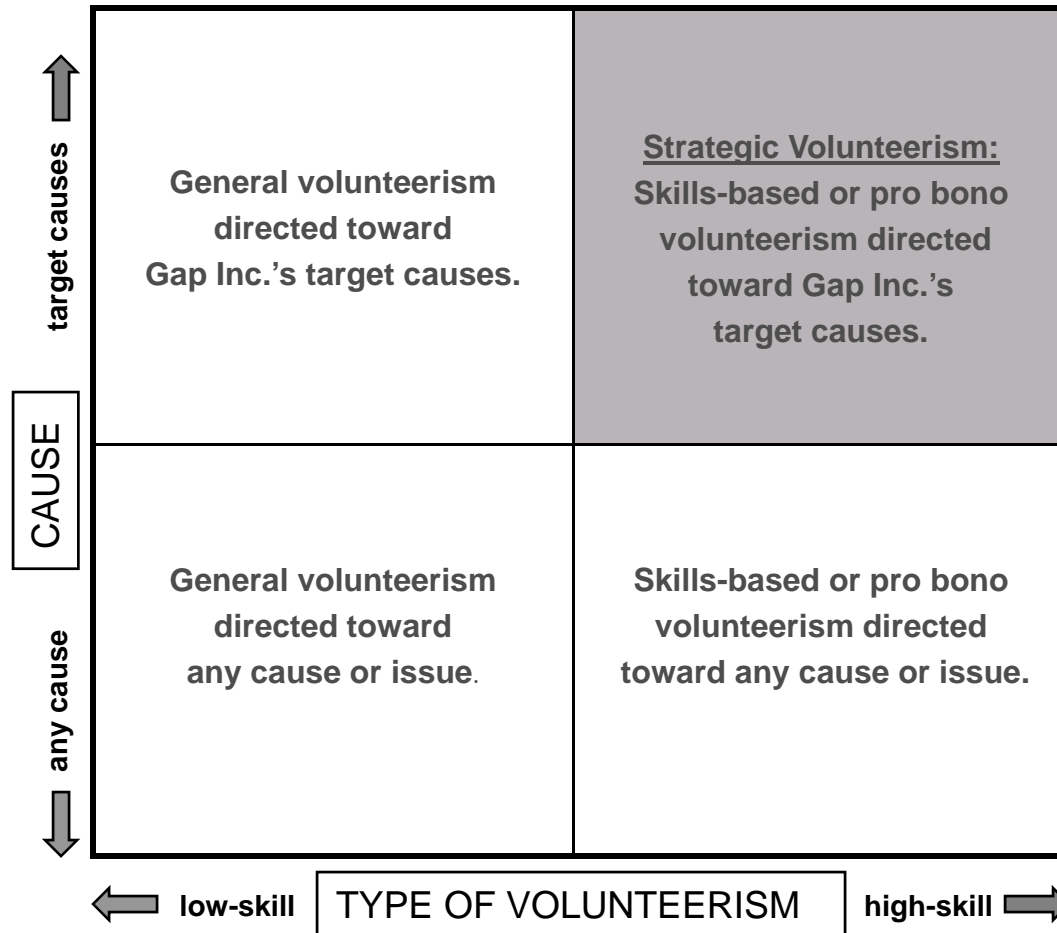 target causes
General volunteerism
directed toward
Gap Inc.’s target causes.
Strategic Volunteerism:
Skills-based or pro bono
volunteerism directed
toward Gap Inc.’s
target causes.
CAUSE
any cause
General volunteerism
directed toward
any cause or issue.
Skills-based or pro bono
volunteerism directed
toward any cause or issue.
low-skill
TYPE OF VOLUNTEERISM
high-skill